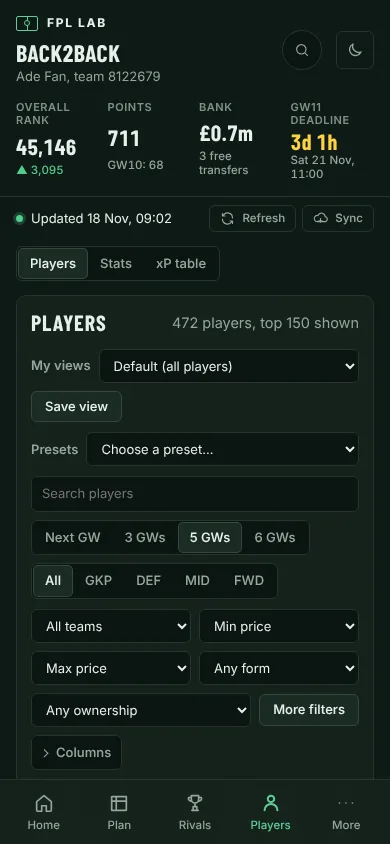 FPL LAB
BACK2BACK
Ade Fan, team 8122679
OVERALL RANK
45,146
▲ 3,095
POINTS
711
GW10: 68
BANK
£0.7m
3 free transfers
GW11 DEADLINE
3d 1h
Sat 21 Nov, 11:00
Updated 18 Nov, 09:02
Refresh
Sync
Players
Stats
xP table
PLAYERS
472 players, top 150 shown
My views
Default (all players)
Save view
Presets
Choose a preset...
Search players
Next GW
3 GWs
5 GWs
6 GWs
All
GKP
DEF
MID
FWD
All teams
Min price
Max price
Any form
Any ownership
More filters
Columns
Home
Plan
Rivals
Players
More